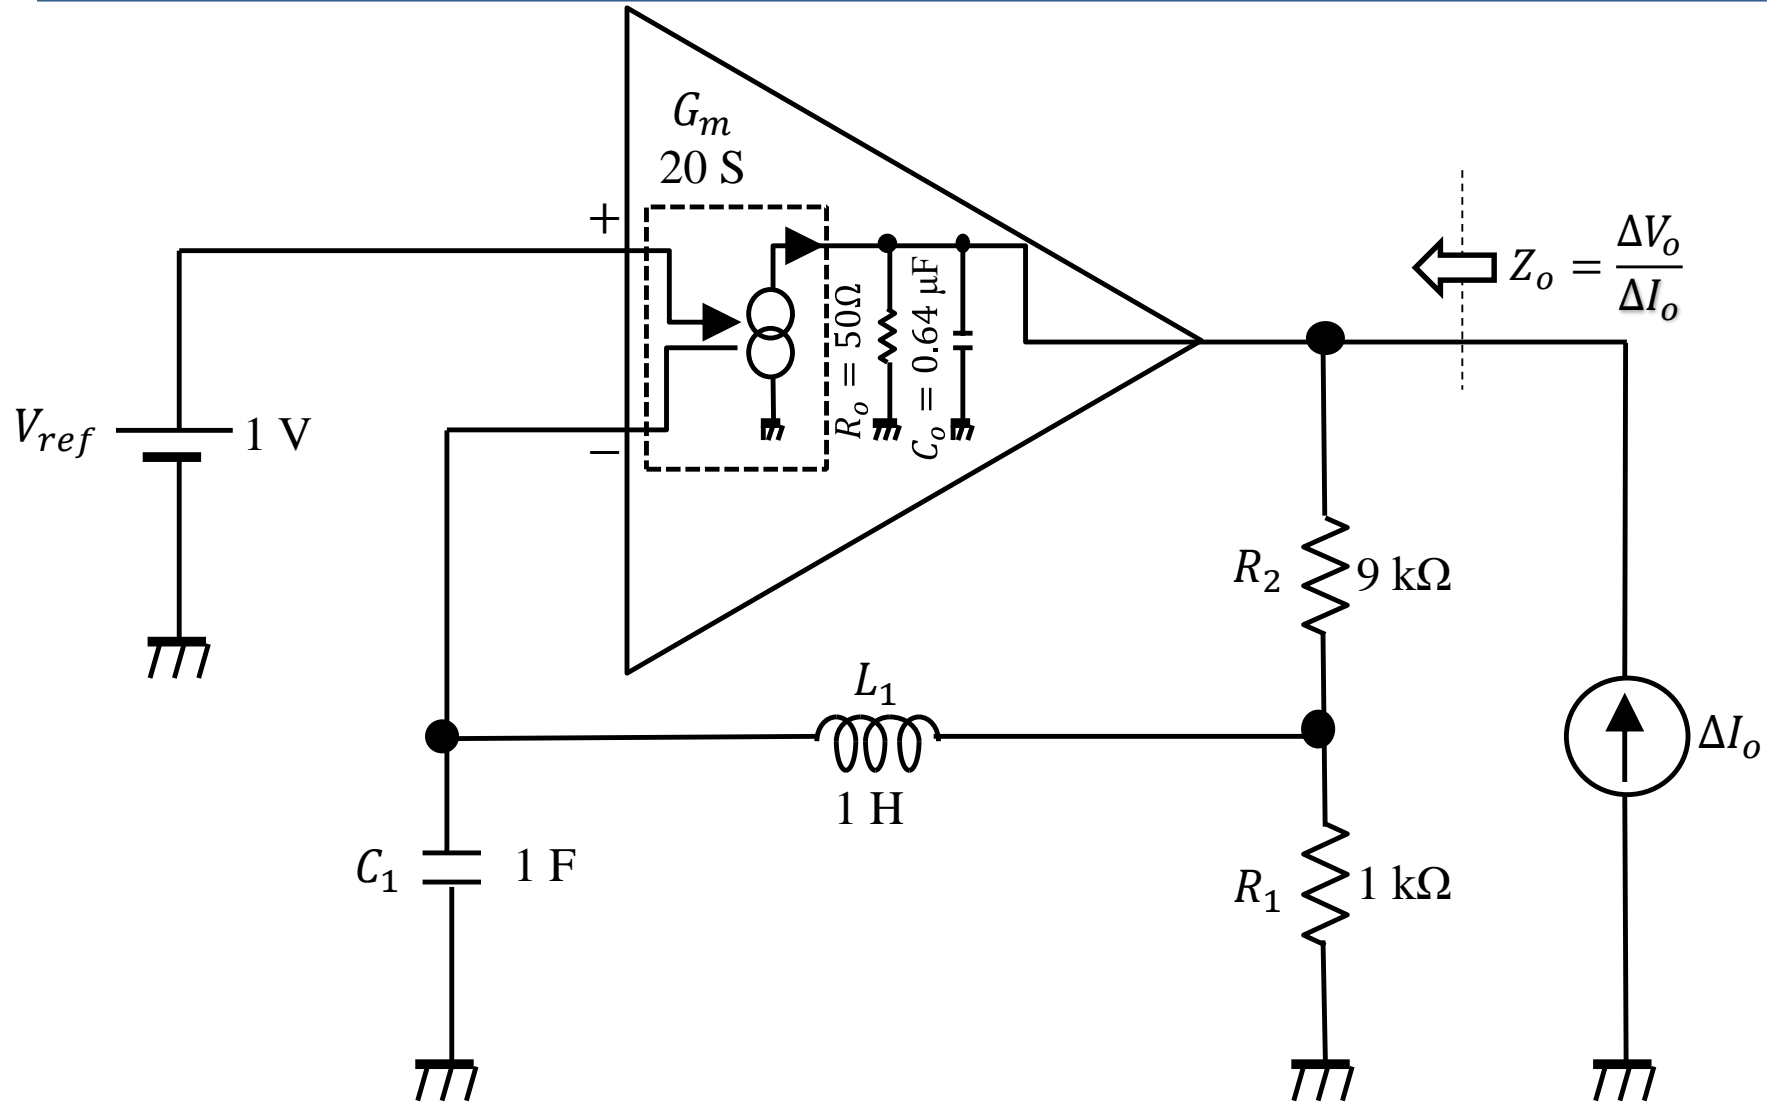 G_m
20 S
+
−
R_o = 50Ω
C_o = 0.64 μF
V_ref
1 V
Z_o = ΔV_o / ΔI_o
R_2
9 kΩ
L_1
1 H
ΔI_o
C_1
1 F
R_1
1 kΩ